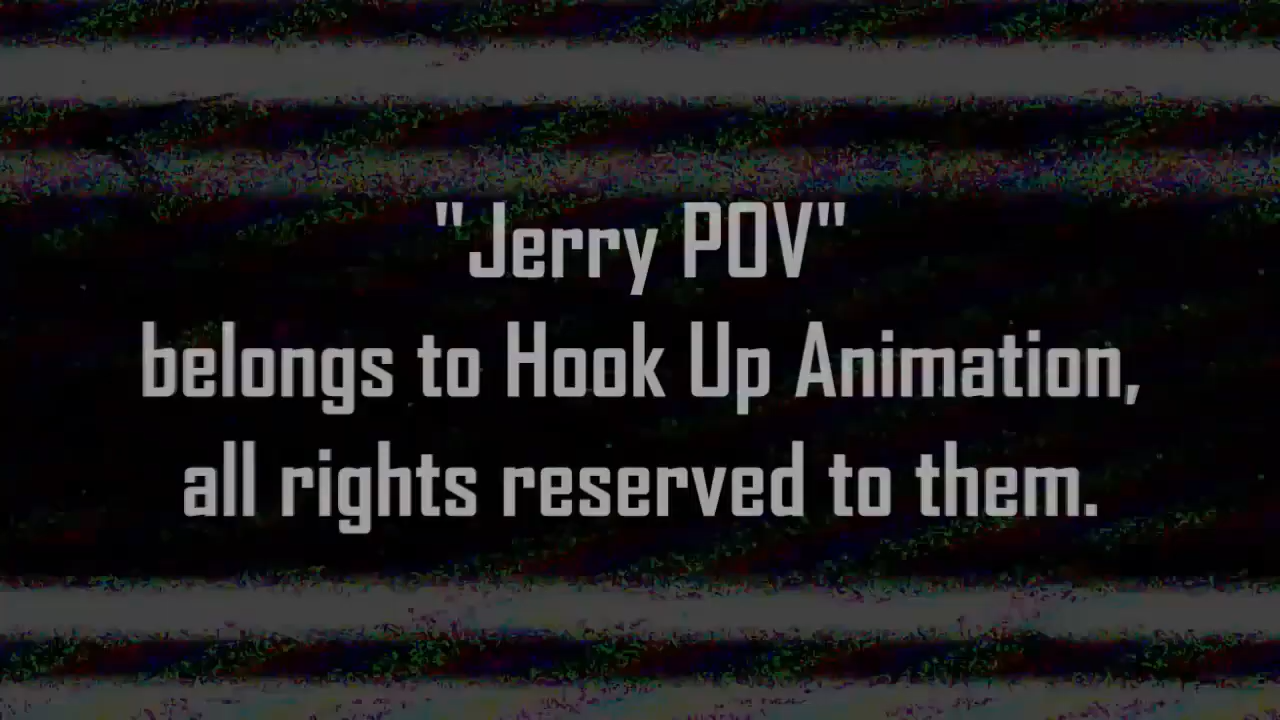 "Jerry POV"
belongs to Hook Up Animation,
all rights reserved to them.